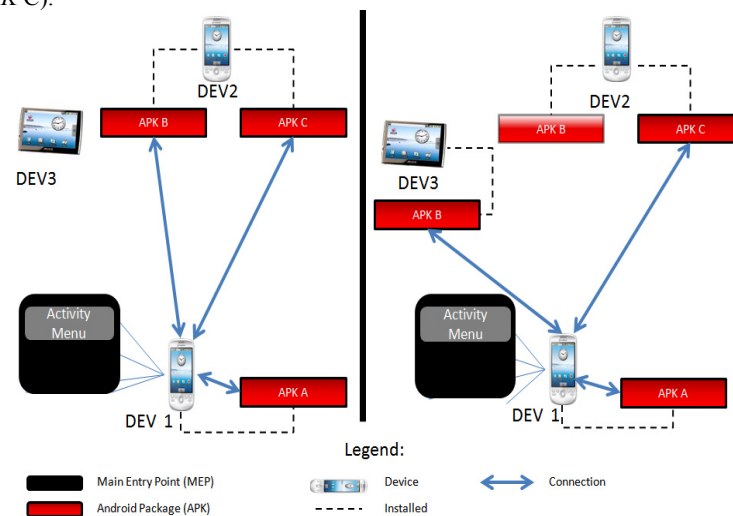 K C).
DEV2
APK B
APK C
DEV3
Activity
Menu
APK A
DEV 1
DEV2
APK B
APK C
DEV3
APK B
Activity
Menu
APK A
DEV 1
Legend:
Main Entry Point (MEP)
Device
Connection
Android Package (APK)
Installed